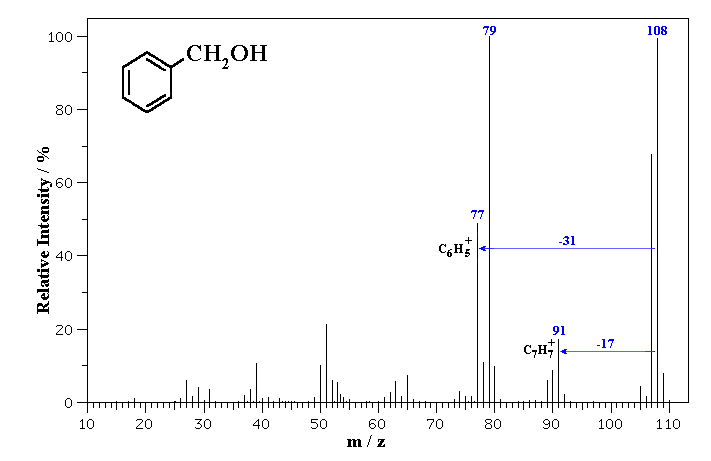 79 108
100
CH2OH
80
Relative Intensity / %
60
77
-31
C6H5+
40
91
20
-17
C7H7+
0
10 20 30 40 50 60 70 80 90 100 110
m / z